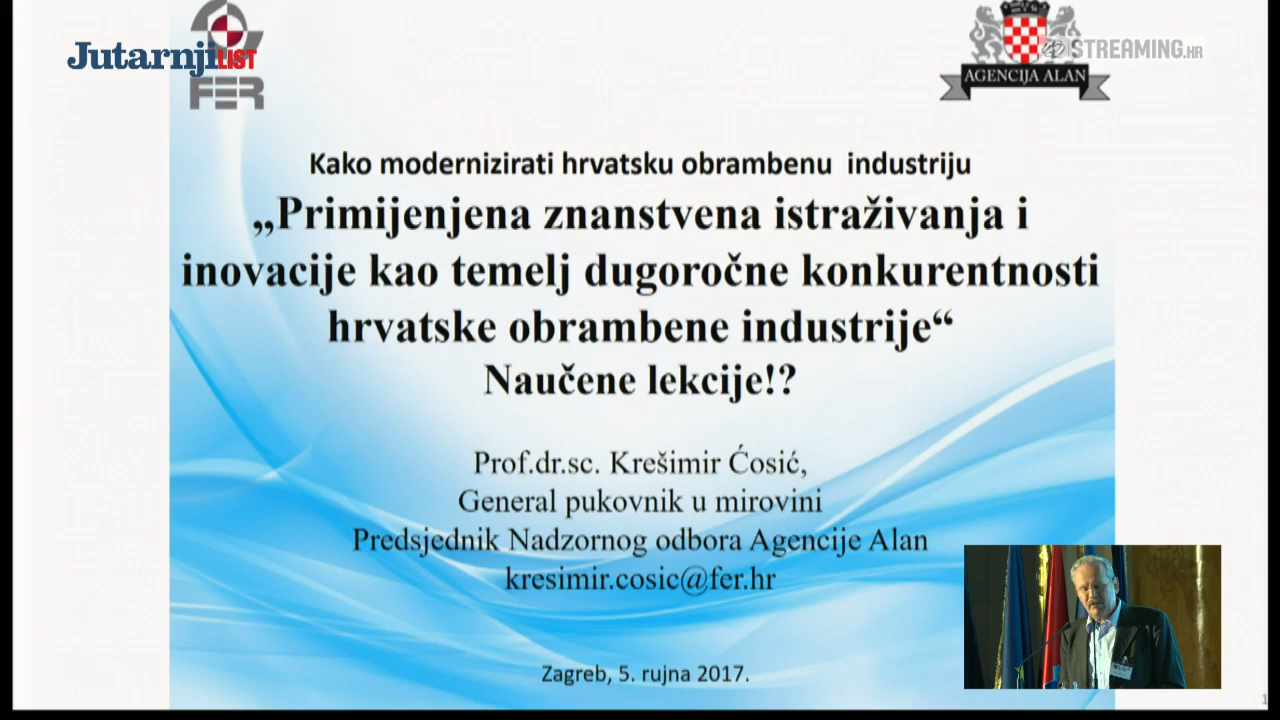 Jutarnji LIST
FER
STREAMING.HR
AGENCIJA ALAN
Kako modernizirati hrvatsku obrambenu industriju
„Primijenjena znanstvena istraživanja i
inovacije kao temelj dugoročne konkurentnosti
hrvatske obrambene industrije“
Naučene lekcije!?
Prof.dr.sc. Krešimir Ćosić,
General pukovnik u mirovini
Predsjednik Nadzornog odbora Agencije Alan
kresimir.cosic@fer.hr
Zagreb, 5. rujna 2017.
1